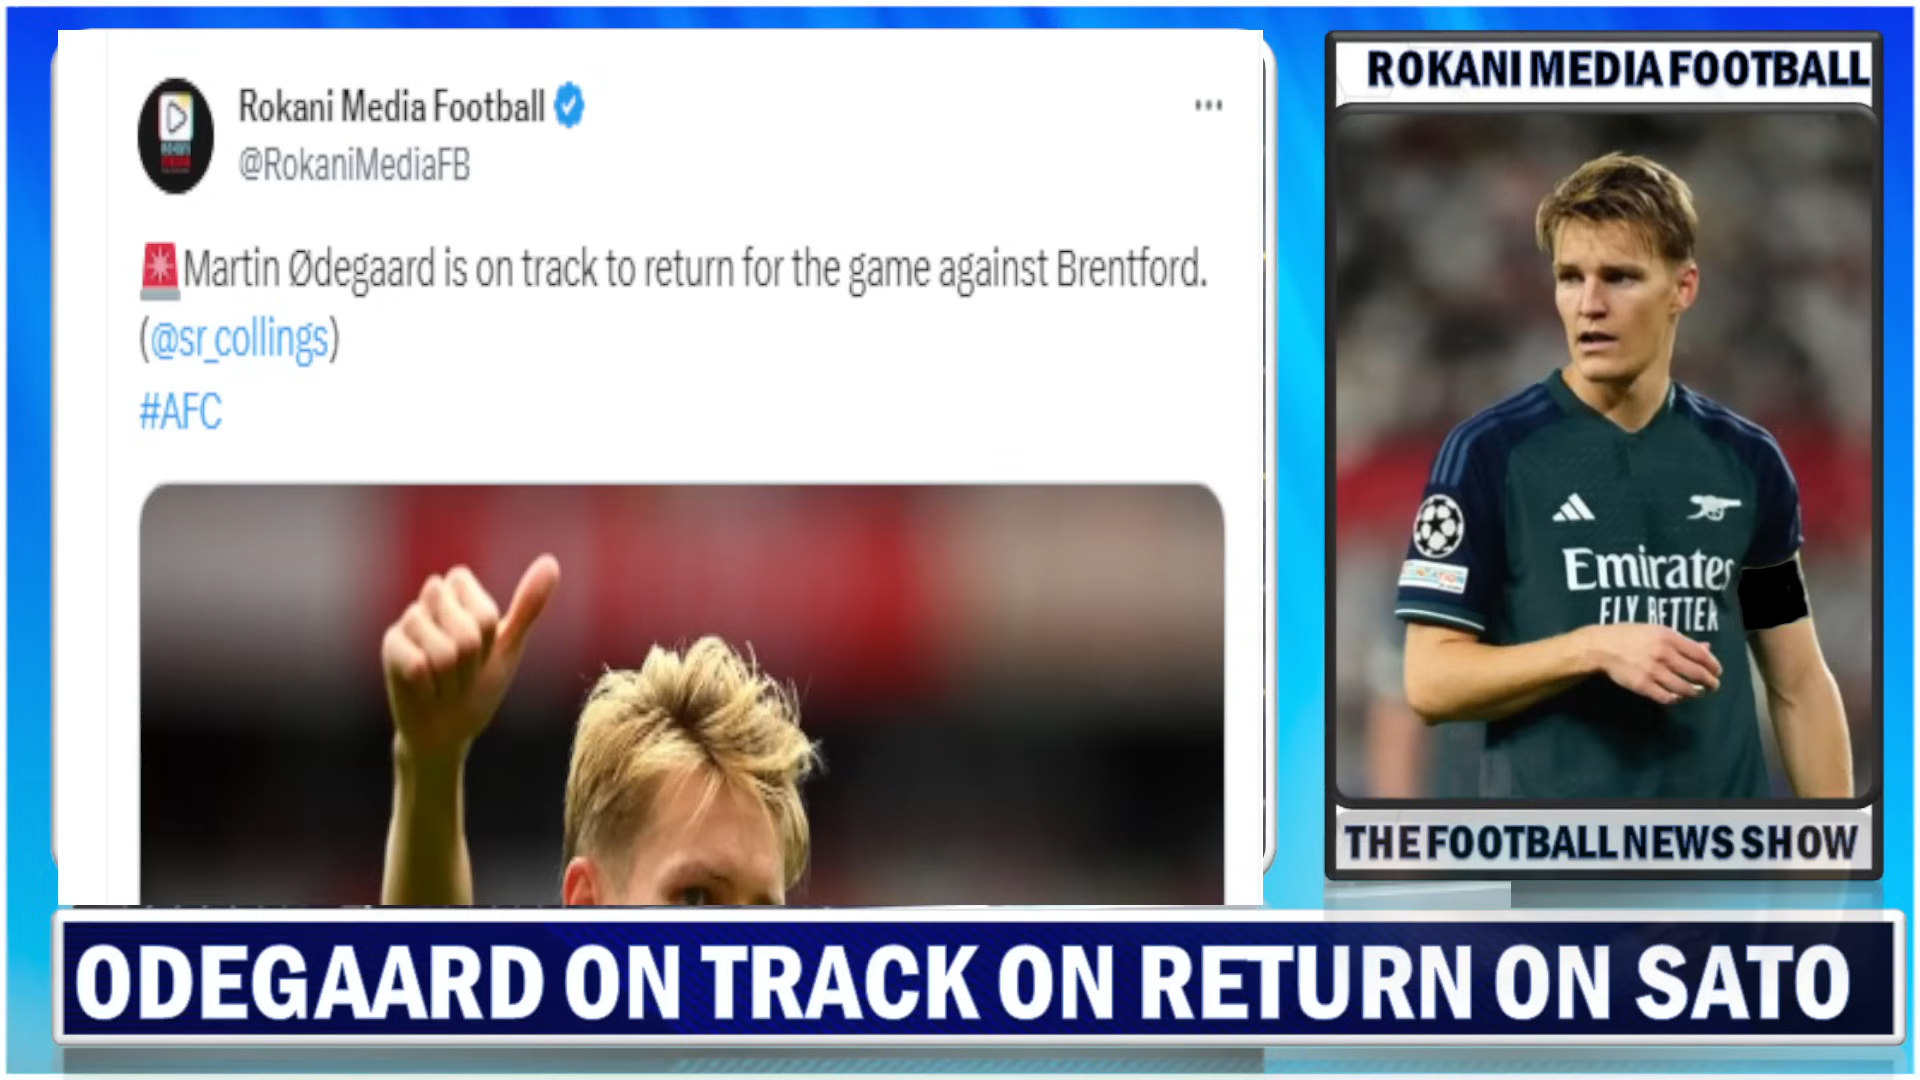 Rokani Media Football
@RokaniMediaFB
Martin Ødegaard is on track to return for the game against Brentford.
(@sr_collings)
#AFC
ROKANI MEDIA FOOTBALL
Emirates
FLY BETTER
THE FOOTBALL NEWS SHOW
ODEGAARD ON TRACK ON RETURN ON SATO